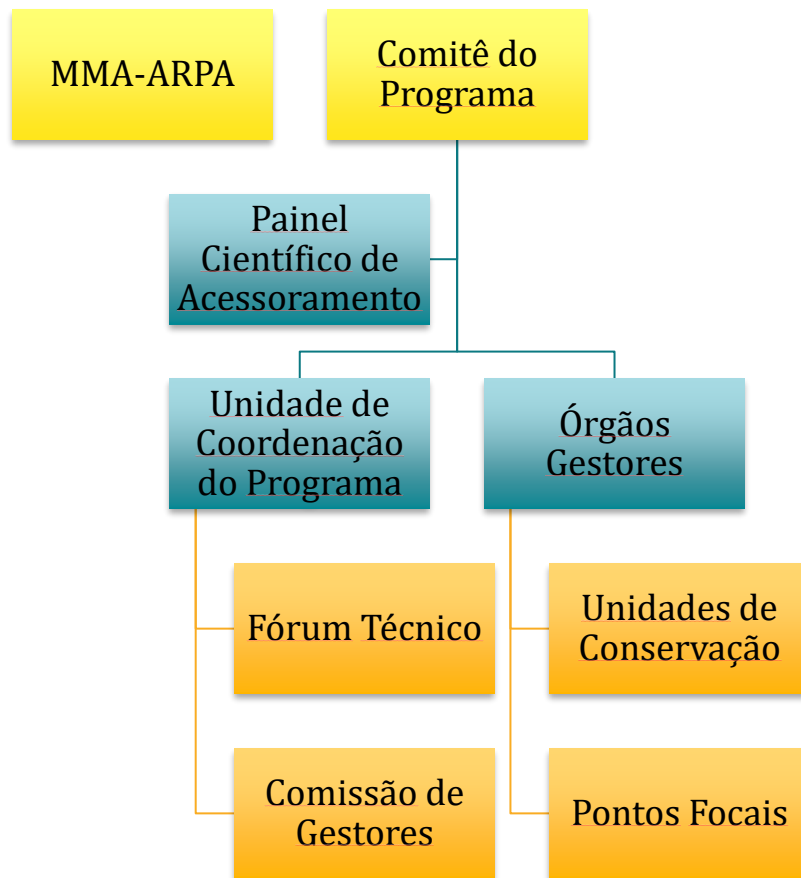 MMA-ARPA
Comitê do
Programa
Painel
Científico de
Acessoramento
Unidade de
Coordenação
do Programa
Órgãos
Gestores
Fórum Técnico
Unidades de
Conservação
Comissão de
Gestores
Pontos Focais